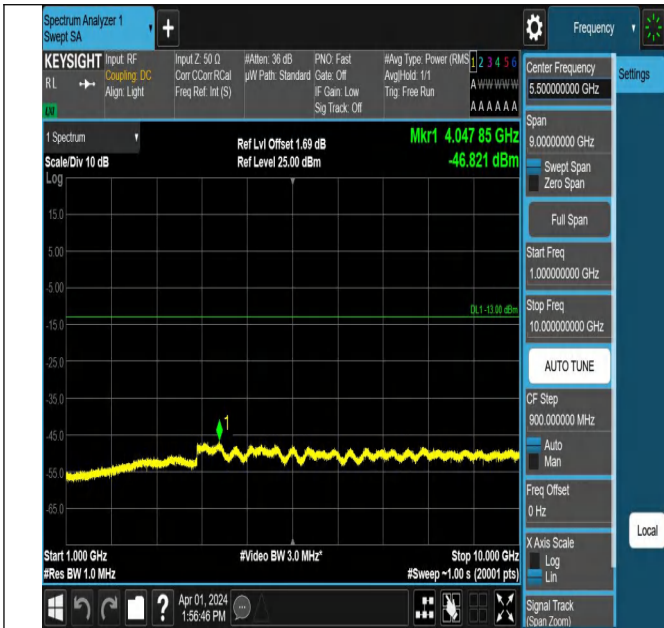 Spectrum Analyzer 1
Swept SA
Frequency
KEYSIGHT
RL
LXI
Input: RF
Coupling: DC
Align: Light
Input Z: 50 Ω
Corr CCorr RCal
Freq Ref: Int (S)
#Atten: 36 dB
µW Path: Standard
PNO: Fast
Gate: Off
IF Gain: Low
Sig Track: Off
#Avg Type: Power (RMS
Avg|Hold: 1/1
Trig: Free Run
1 2 3 4 5 6
A W W W W W
A A A A A A
1 Spectrum
Scale/Div 10 dB
Log
Ref Lvl Offset 1.69 dB
Ref Level 25.00 dBm
Mkr1 4.047 85 GHz
-46.821 dBm
15.0
5.00
-5.00
-15.0
-25.0
-35.0
-45.0
-55.0
-65.0
DL1 -13.00 dBm
1
Start 1.000 GHz
#Res BW 1.0 MHz
#Video BW 3.0 MHz*
Stop 10.000 GHz
#Sweep ~1.00 s (20001 pts)
Apr 01, 2024
1:56:46 PM
Center Frequency
5.500000000 GHz
Settings
Span
9.00000000 GHz
Swept Span
Zero Span
Full Span
Start Freq
1.000000000 GHz
Stop Freq
10.000000000 GHz
AUTO TUNE
CF Step
900.000000 MHz
Auto
Man
Freq Offset
0 Hz
X Axis Scale
Log
Lin
Local
Signal Track
(Span Zoom)